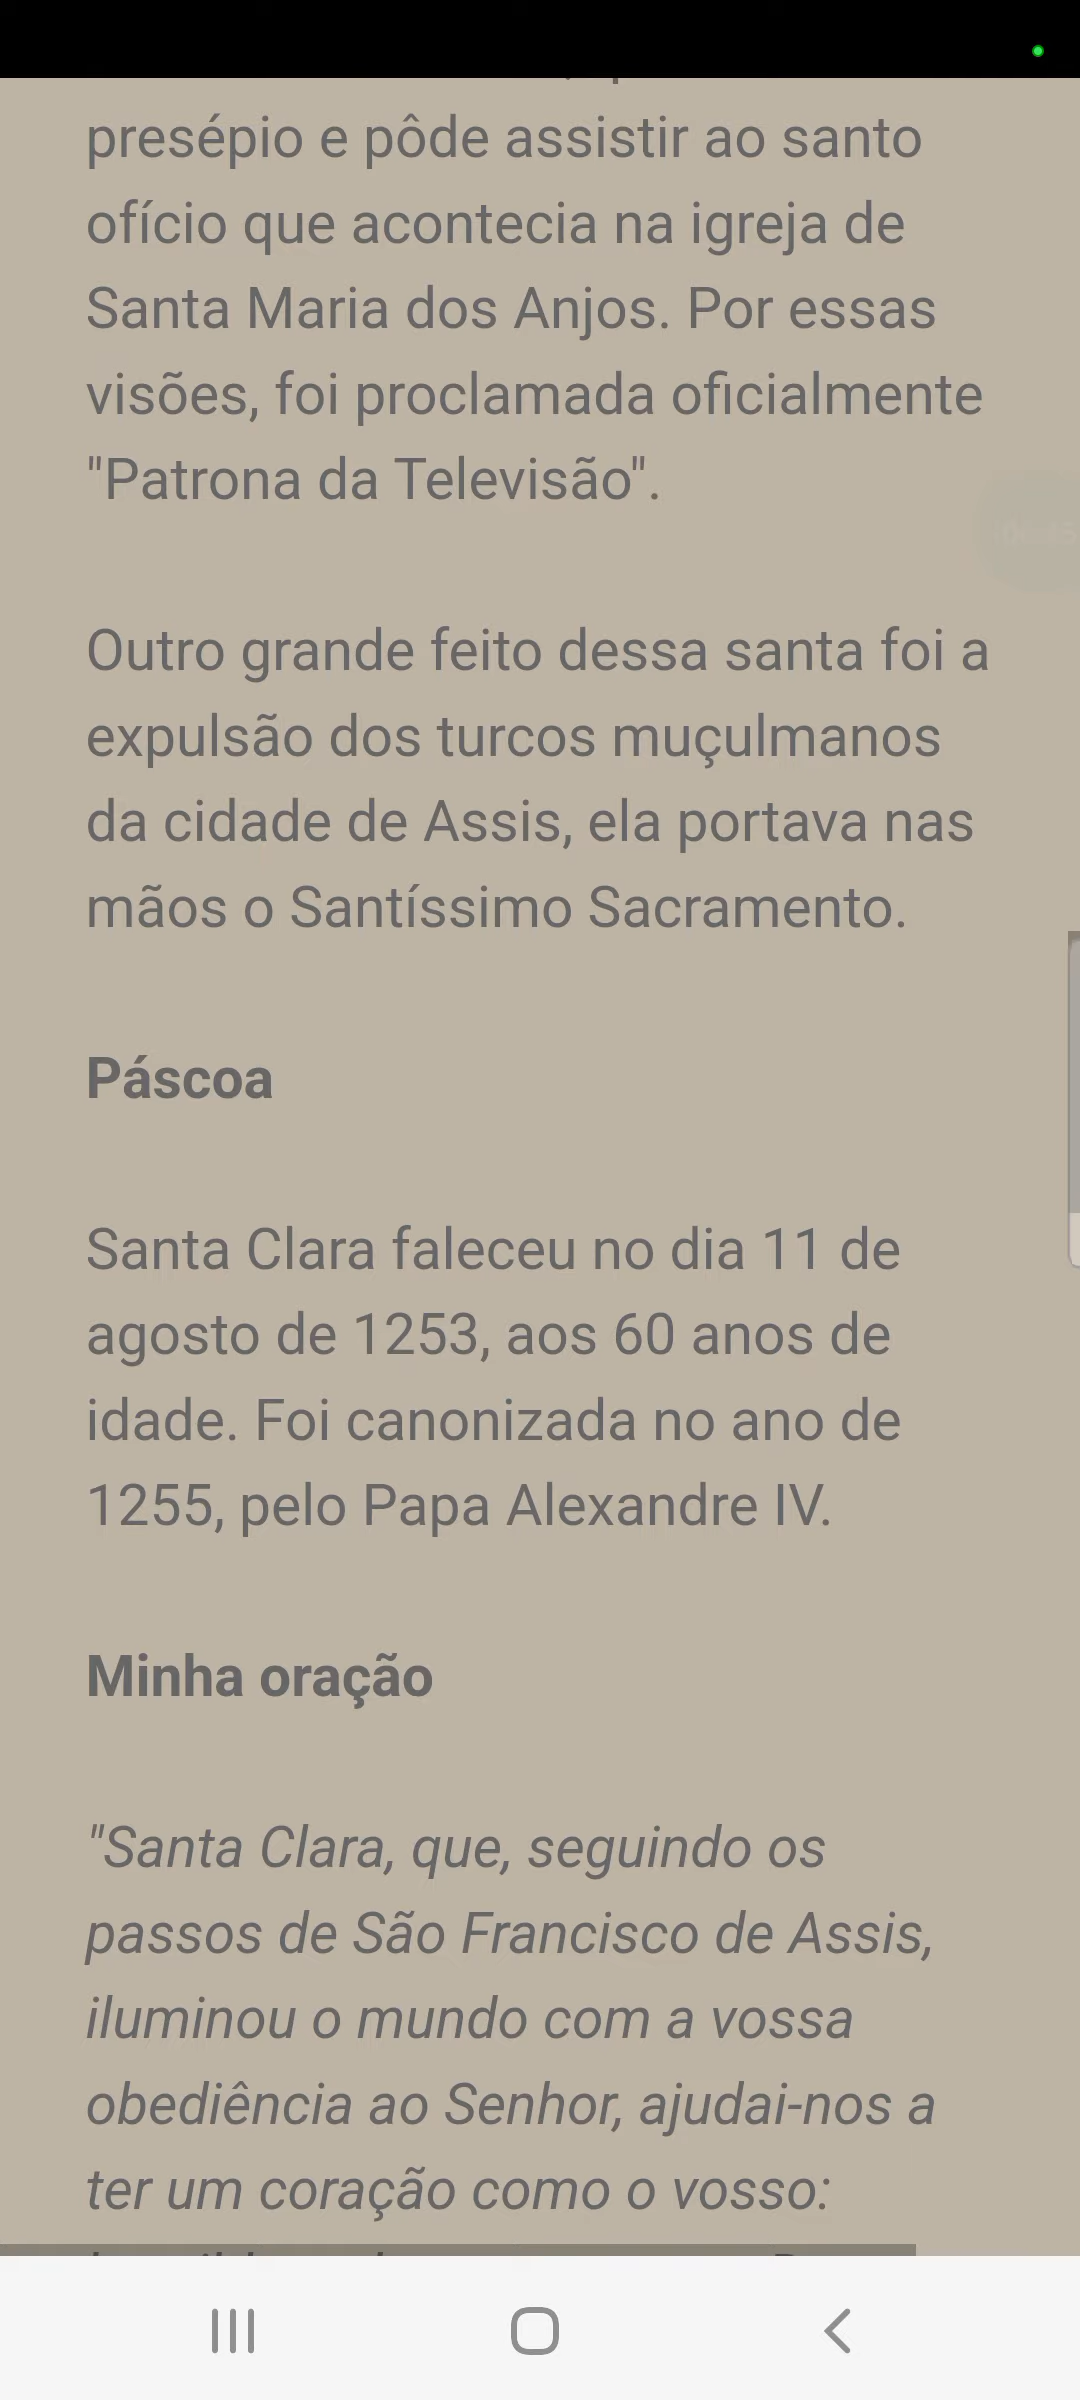 presépio e pôde assistir ao santo
ofício que acontecia na igreja de
Santa Maria dos Anjos. Por essas
visões, foi proclamada oficialmente
"Patrona da Televisão".
Outro grande feito dessa santa foi a
expulsão dos turcos muçulmanos
da cidade de Assis, ela portava nas
mãos o Santíssimo Sacramento.
Páscoa
Santa Clara faleceu no dia 11 de
agosto de 1253, aos 60 anos de
idade. Foi canonizada no ano de
1255, pelo Papa Alexandre IV.
Minha oração
"Santa Clara, que, seguindo os
passos de São Francisco de Assis,
iluminou o mundo com a vossa
obediência ao Senhor, ajudai-nos a
ter um coração como o vosso: